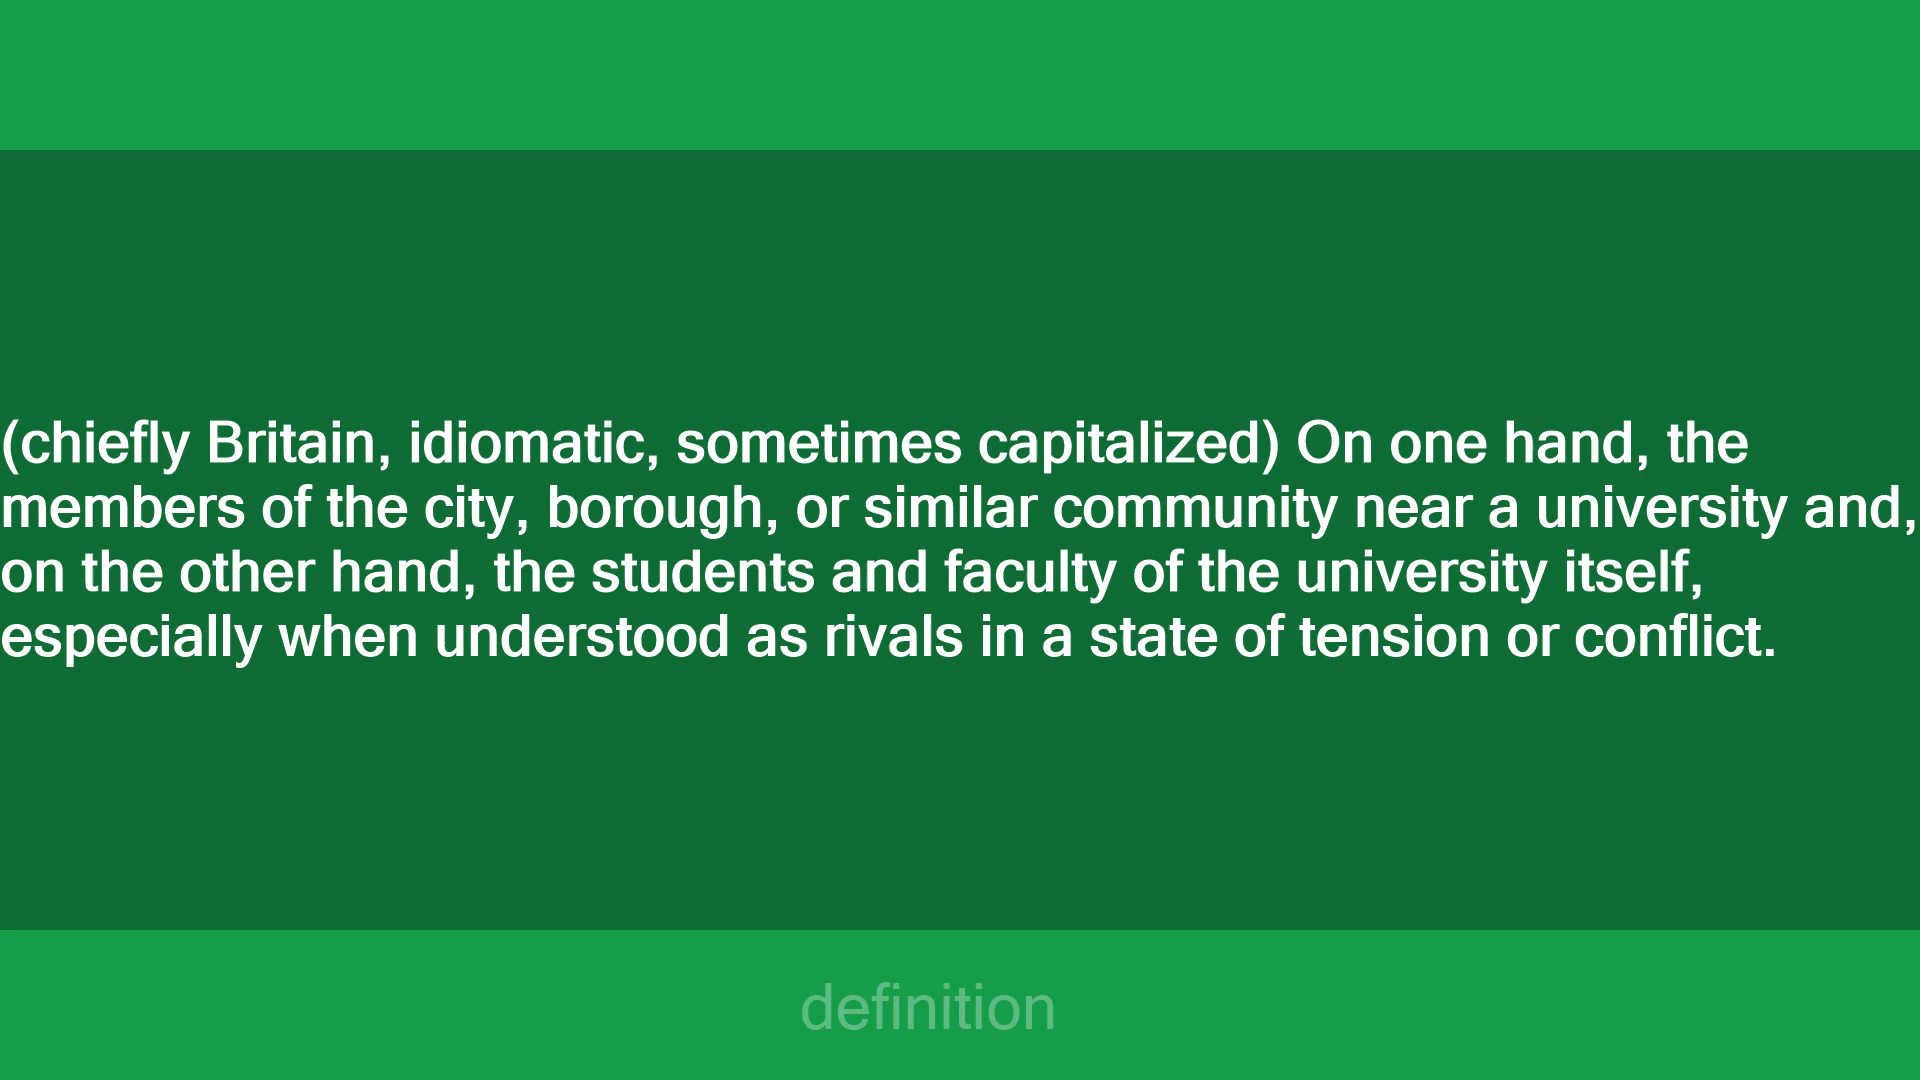 (chiefly Britain, idiomatic, sometimes capitalized) On one hand, the
members of the city, borough, or similar community near a university and,
on the other hand, the students and faculty of the university itself,
especially when understood as rivals in a state of tension or conflict.
definition